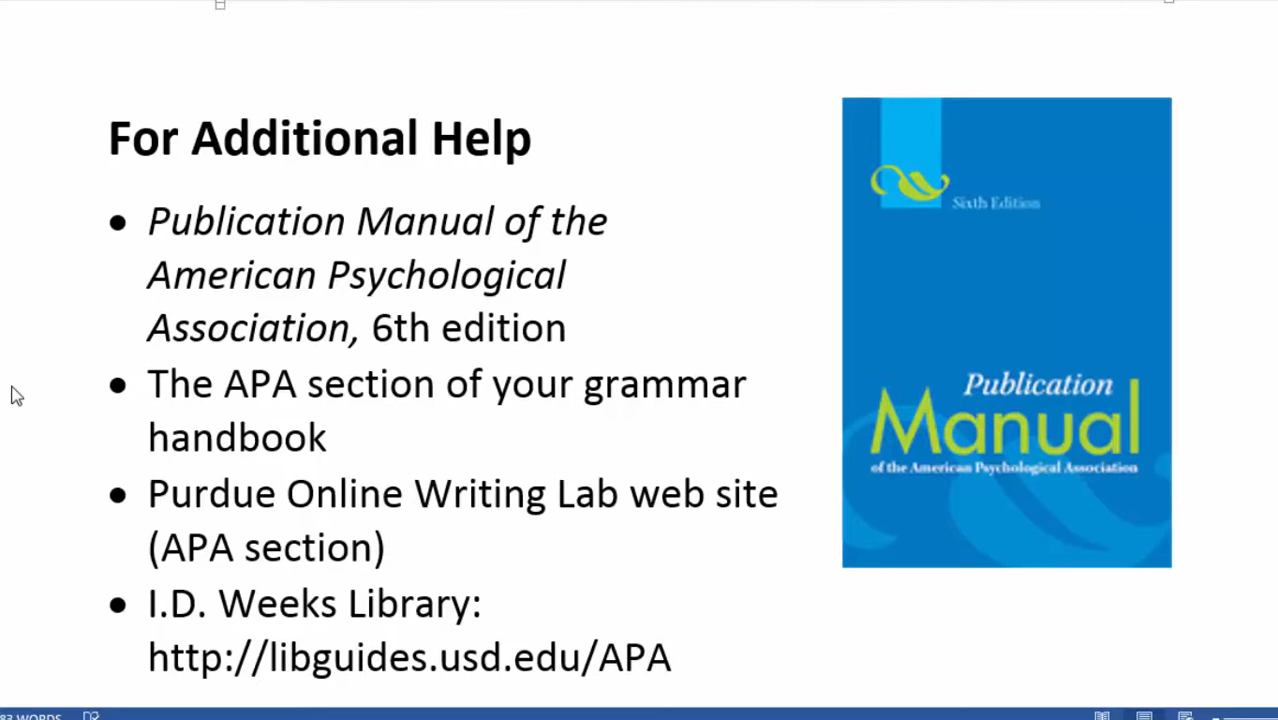 For Additional Help
• Publication Manual of the
American Psychological
Association, 6th edition
• The APA section of your grammar
handbook
• Purdue Online Writing Lab web site
(APA section)
• I.D. Weeks Library:
http://libguides.usd.edu/APA
Sixth Edition
Publication
Manual
of the American Psychological Association
WORDS